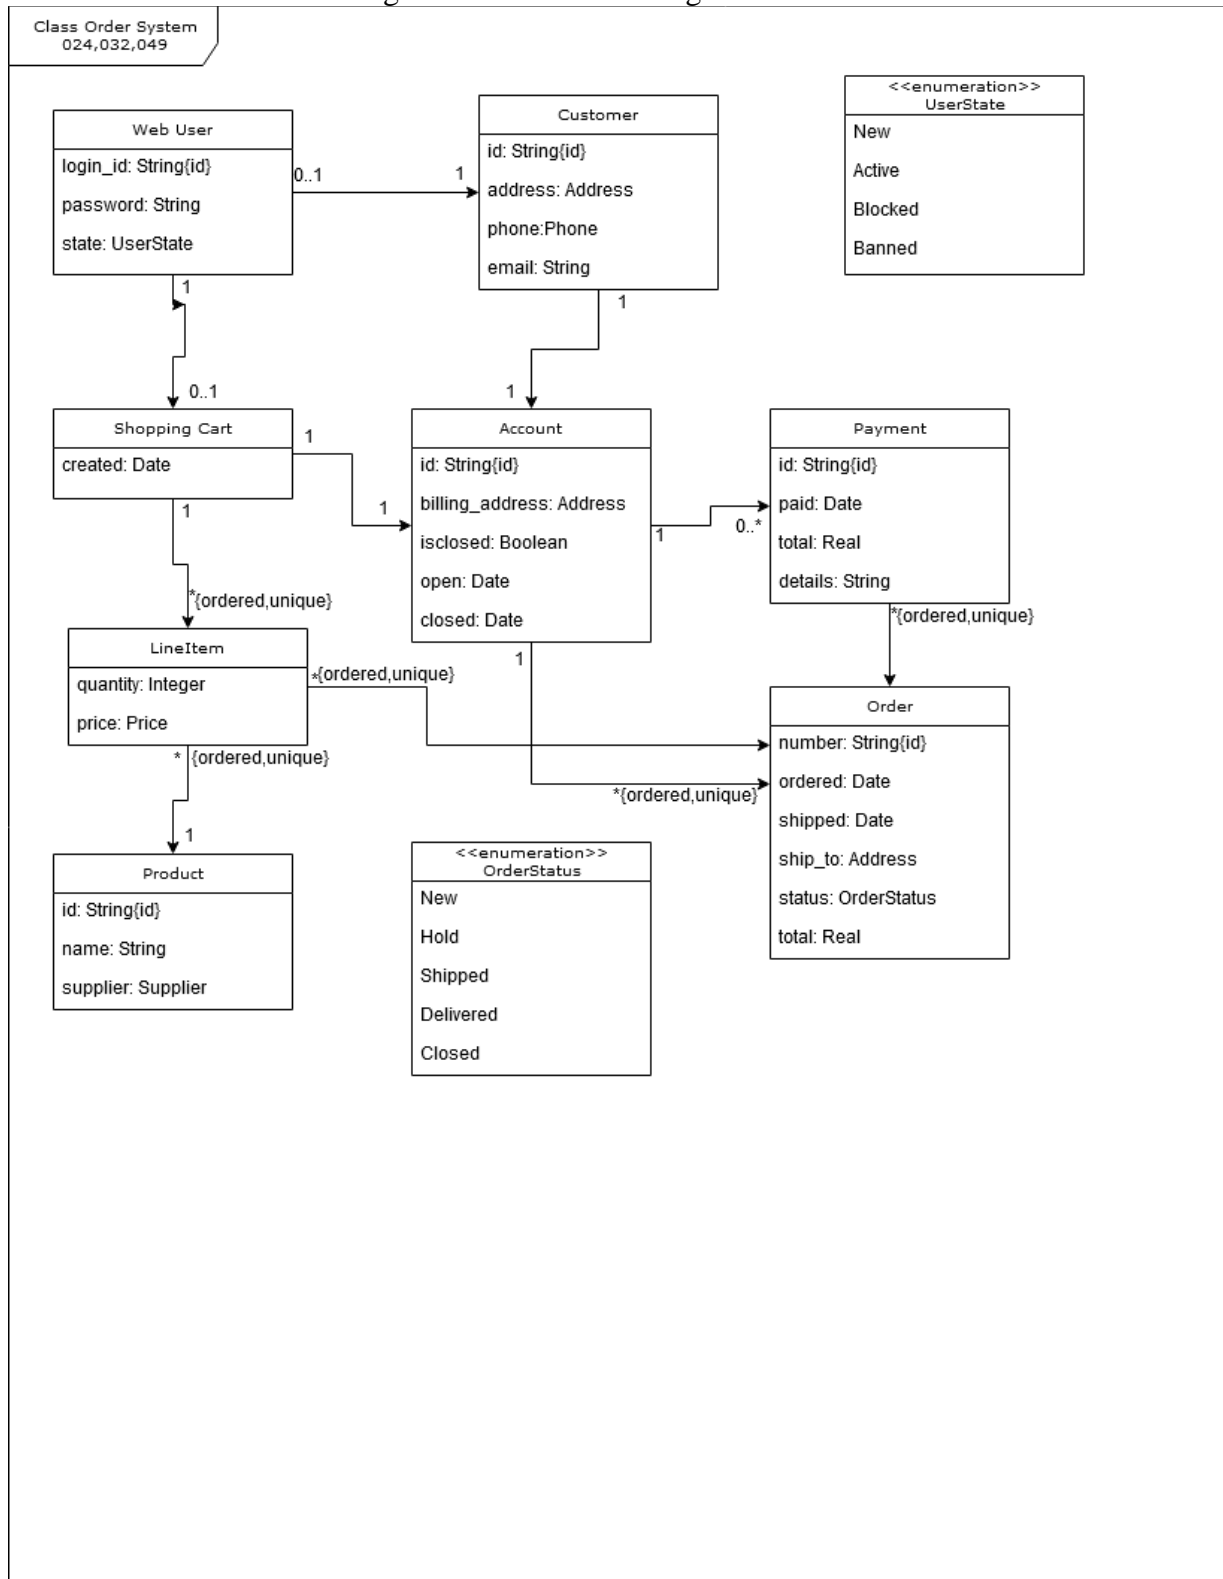 Class Order System
024,032,049
Web User
login_id: String{id}
password: String
state: UserState
0..1
1
Customer
id: String{id}
address: Address
phone:Phone
email: String
<<enumeration>>
UserState
New
Active
Blocked
Banned
1
0..1
1
1
Shopping Cart
created: Date
1
1
1
*{ordered,unique}
Account
id: String{id}
billing_address: Address
isclosed: Boolean
open: Date
closed: Date
1
0..*
Payment
id: String{id}
paid: Date
total: Real
details: String
*{ordered,unique}
LineItem
quantity: Integer
price: Price
*{ordered,unique}
1
*{ordered,unique}
Order
number: String{id}
ordered: Date
shipped: Date
ship_to: Address
status: OrderStatus
total: Real
* {ordered,unique}
1
Product
id: String{id}
name: String
supplier: Supplier
<<enumeration>>
OrderStatus
New
Hold
Shipped
Delivered
Closed